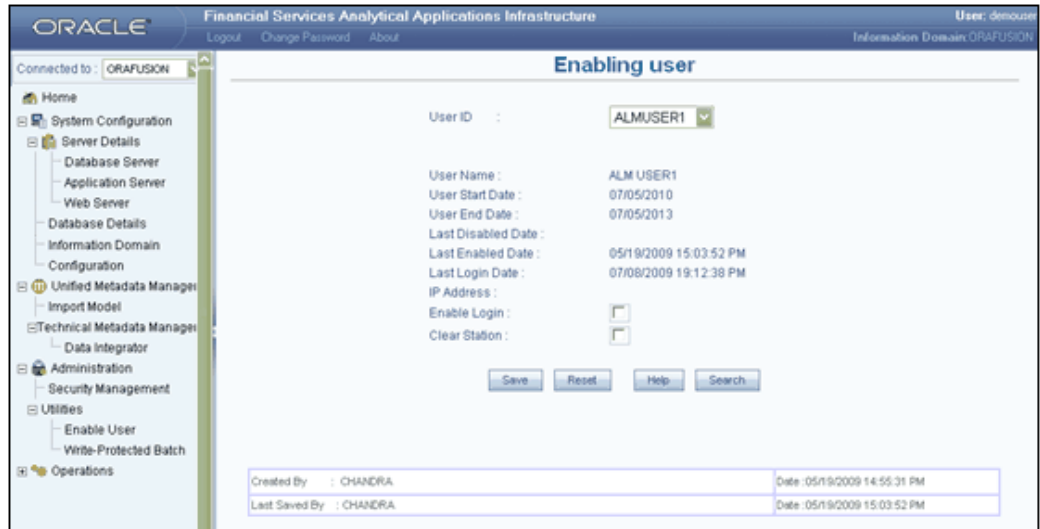 ORACLE
Financial Services Analytical Applications Infrastructure
User: demouser
Logout Change Password About
Information Domain:ORAFUSION
Connected to : ORAFUSION
Home
System Configuration
Server Details
Database Server
Application Server
Web Server
Database Details
Information Domain
Configuration
Unified Metadata Manager
Import Model
Technical Metadata Manager
Data Integrator
Administration
Security Management
Utilities
Enable User
Write-Protected Batch
Operations
Enabling user
User ID : ALMUSER1
User Name : ALM USER1
User Start Date : 07/05/2010
User End Date : 07/05/2013
Last Disabled Date :
Last Enabled Date : 05/19/2009 15:03:52 PM
Last Login Date : 07/08/2009 19:12:38 PM
IP Address :
Enable Login :
Clear Station :
Save Reset Help Search
Created By : CHANDRA Date :05/19/2009 14:55:31 PM
Last Saved By : CHANDRA Date :05/19/2009 15:03:52 PM